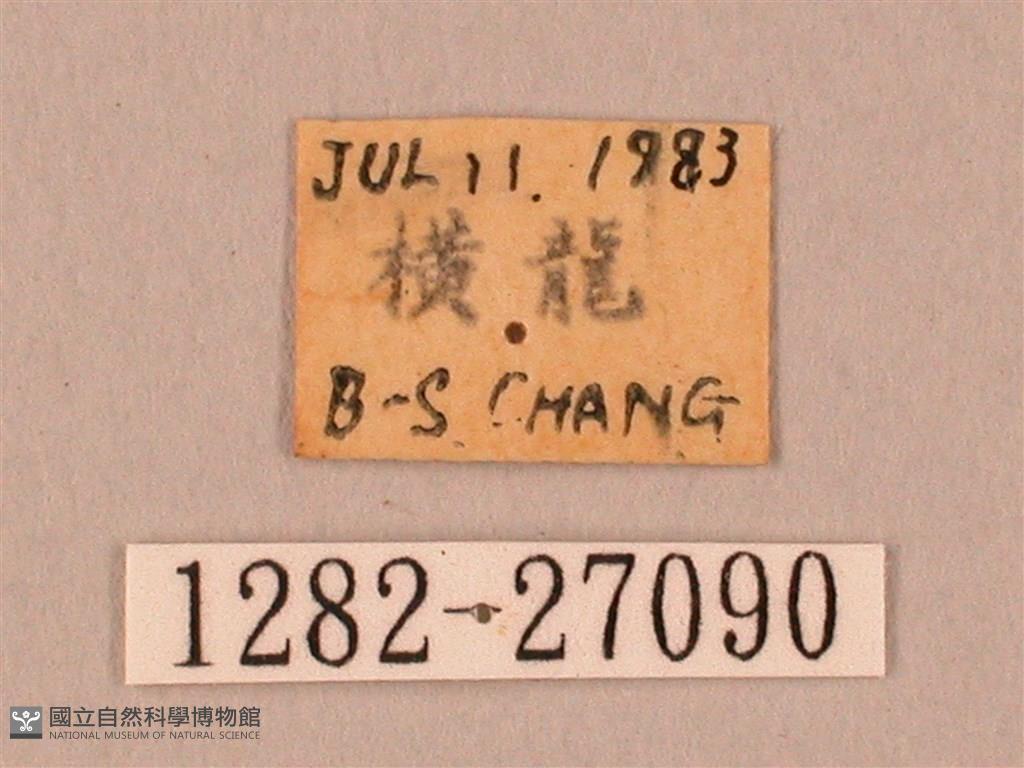 JUL 11. 1983
橫龍
B-S CHANG
1282-27090
國立自然科學博物館
NATIONAL MUSEUM OF NATURAL SCIENCE